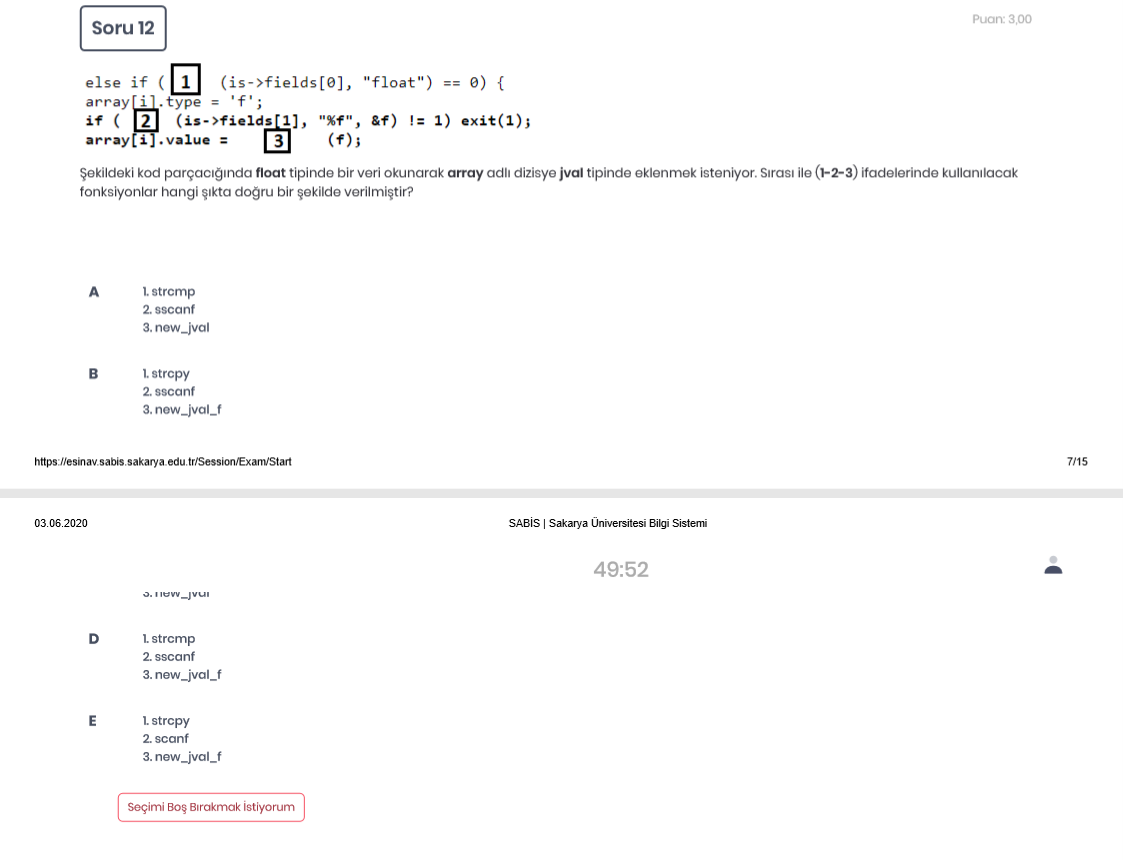 Soru 12
Puan: 3,00
else if ( 1 (is->fields[0], "float") == 0) {
array[i].type = 'f';
if ( 2 (is->fields[1], "%f", &f) != 1) exit(1);
array[i].value = 3 (f);
Şekildeki kod parçacığında float tipinde bir veri okunarak array adlı dizisye jval tipinde eklenmek isteniyor. Sırası ile (1-2-3) ifadelerinde kullanılacak
fonksiyonlar hangi şıkta doğru bir şekilde verilmiştir?
A
1. strcmp
2. sscanf
3. new_jval
B
1. strcpy
2. sscanf
3. new_jval_f
https://esinav.sabis.sakarya.edu.tr/Session/Exam/Start
7/15
03.06.2020
SABİS | Sakarya Üniversitesi Bilgi Sistemi
49:52
3. new_jval
D
1. strcmp
2. sscanf
3. new_jval_f
E
1. strcpy
2. scanf
3. new_jval_f
Seçimi Boş Bırakmak İstiyorum